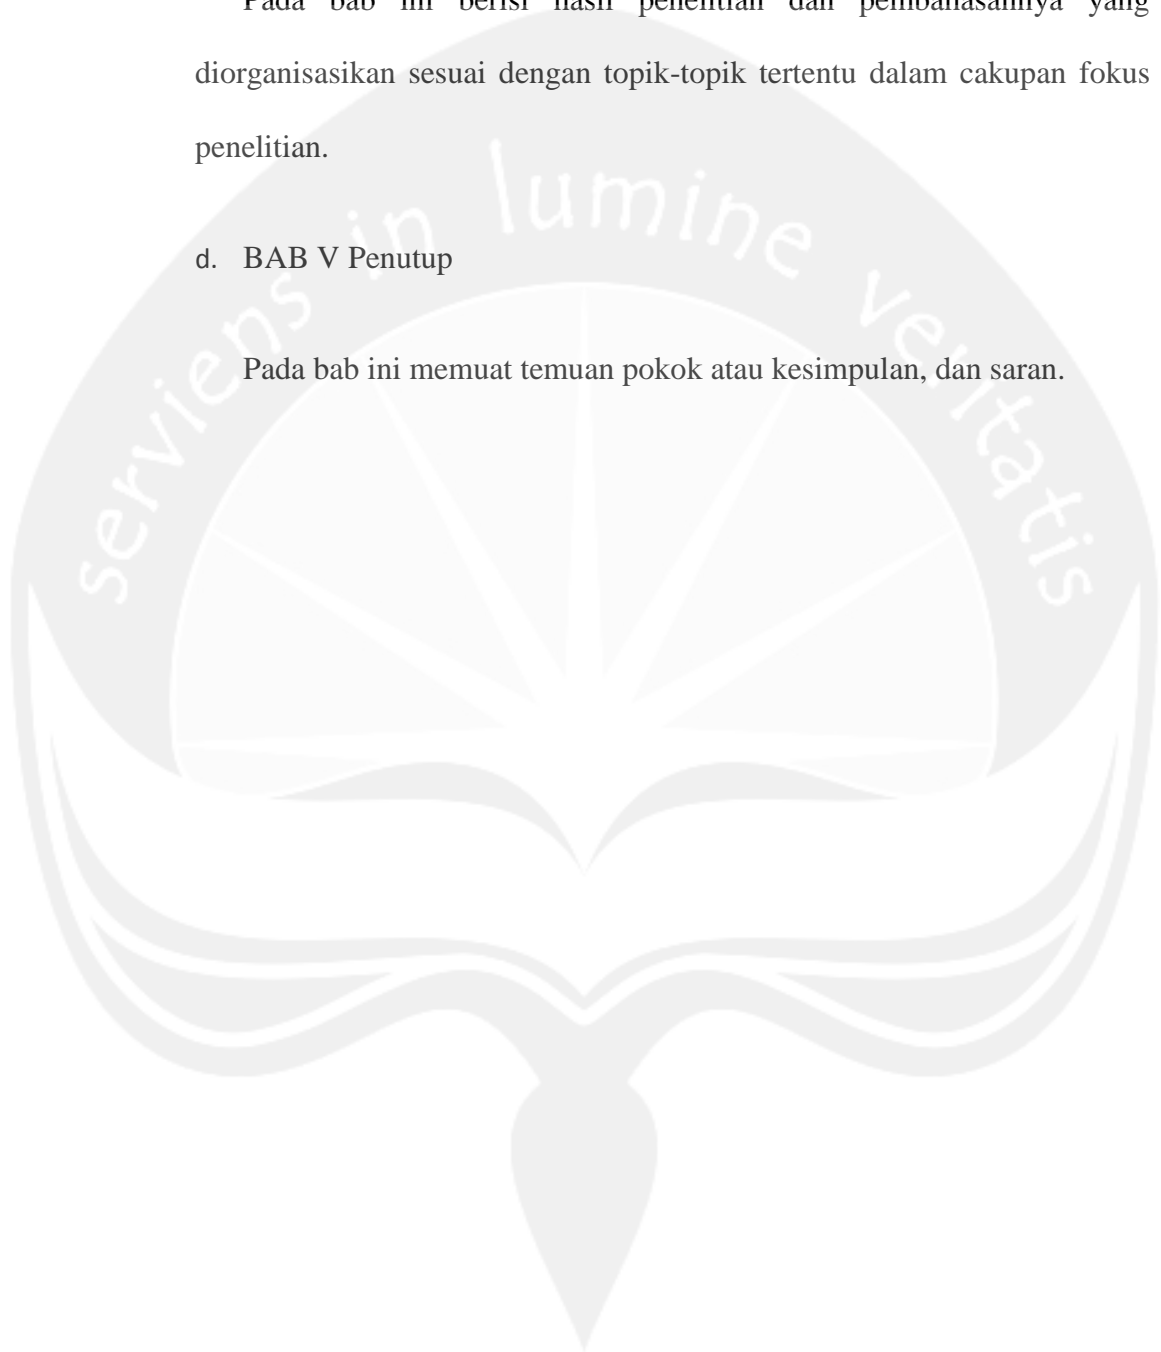 Pada bab ini berisi hasil penelitian dan pembahasannya yang
diorganisasikan sesuai dengan topik-topik tertentu dalam cakupan fokus
penelitian.
serviens in lumine veritatis
d. BAB V Penutup
Pada bab ini memuat temuan pokok atau kesimpulan, dan saran.